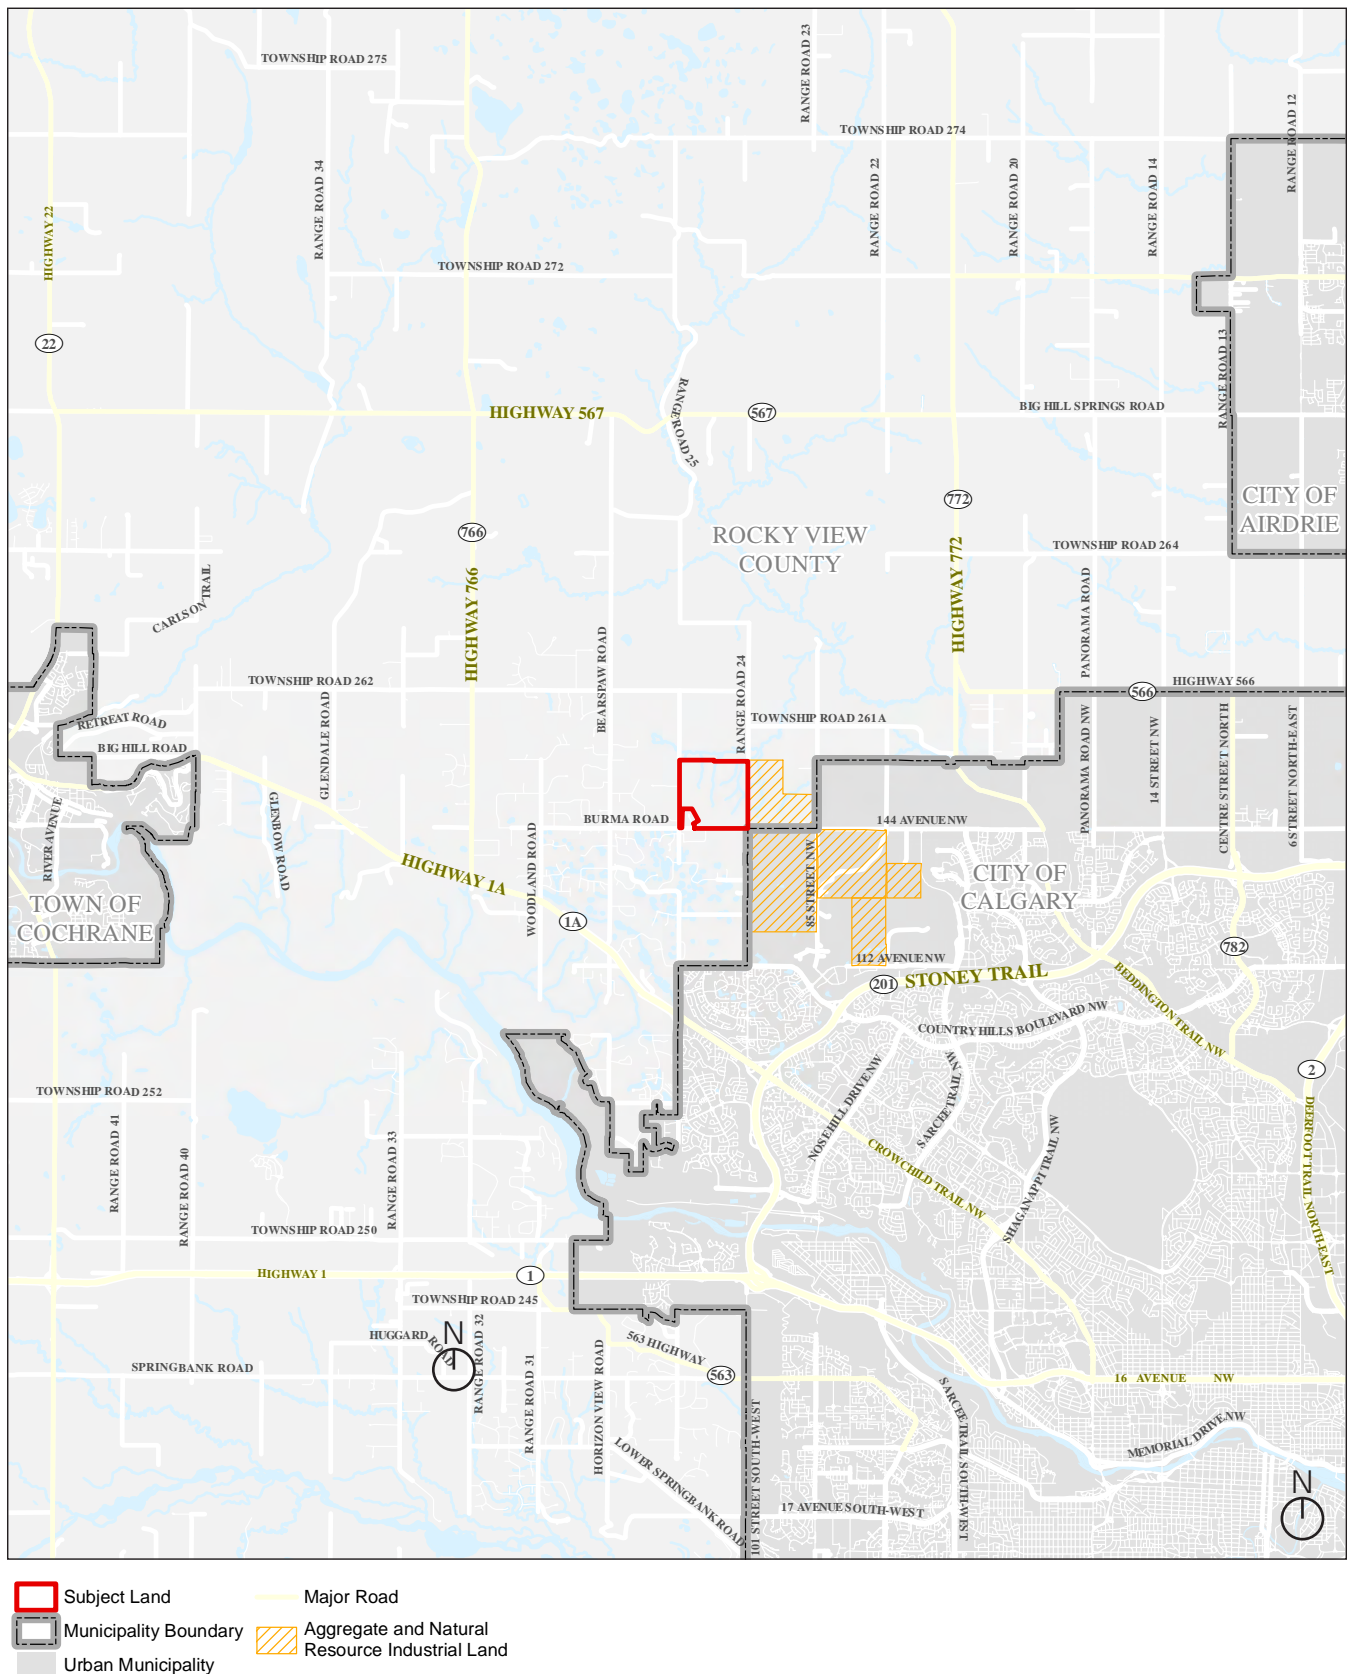 RANGE ROAD 23
TOWNSHIP ROAD 275
RANGE ROAD 12
TOWNSHIP ROAD 274
RANGE ROAD 34
RANGE ROAD 22
RANGE ROAD 20
RANGE ROAD 14
HIGHWAY 22
TOWNSHIP ROAD 272
22
RANGE ROAD 13
RANGE ROAD 25
HIGHWAY 567
567
BIG HILL SPRINGS ROAD
772
CITY OF
AIRDRIE
766
ROCKY VIEW
COUNTY
TOWNSHIP ROAD 264
HIGHWAY 772
HIGHWAY 766
PANORAMA ROAD
CARLSON TRAIL
BEARSPAW ROAD
RANGE ROAD 24
TOWNSHIP ROAD 262
HIGHWAY 566
566
GLENDALE ROAD
RETREAT ROAD
BIG HILL ROAD
TOWNSHIP ROAD 261A
PANORAMA ROAD NW
14 STREET NW
CENTRE STREET NORTH
6 STREET NORTH-EAST
RIVER AVENUE
GLENBOW ROAD
BURMA ROAD
144 AVENUE NW
WOODLAND ROAD
HIGHWAY 1A
85 STREET NW
CITY OF
CALGARY
TOWN OF
COCHRANE
1A
782
112 AVENUE NW
201
STONEY TRAIL
BEDDINGTON TRAIL NW
COUNTRY HILLS BOULEVARD NW
2
TOWNSHIP ROAD 252
NOSEHILL DRIVE NW
SARCEE TRAIL NW
DEERFOOT TRAIL NORTH-EAST
RANGE ROAD 41
RANGE ROAD 40
RANGE ROAD 33
CROWCHILD TRAIL NW
SHAGANAPPI TRAIL NW
TOWNSHIP ROAD 250
HIGHWAY 1
1
TOWNSHIP ROAD 245
N
HUGGARD ROAD
RANGE ROAD 32
RANGE ROAD 31
HORIZON VIEW ROAD
563 HIGHWAY
563
SPRINGBANK ROAD
16 AVENUE NW
SARCEE TRAIL SOUTH-WEST
MEMORIAL DRIVE NW
LOWER SPRINGBANK ROAD
101 STREET SOUTH-WEST
17 AVENUE SOUTH-WEST
N
Subject Land
Major Road
Municipality Boundary
Aggregate and Natural
Resource Industrial Land
Urban Municipality